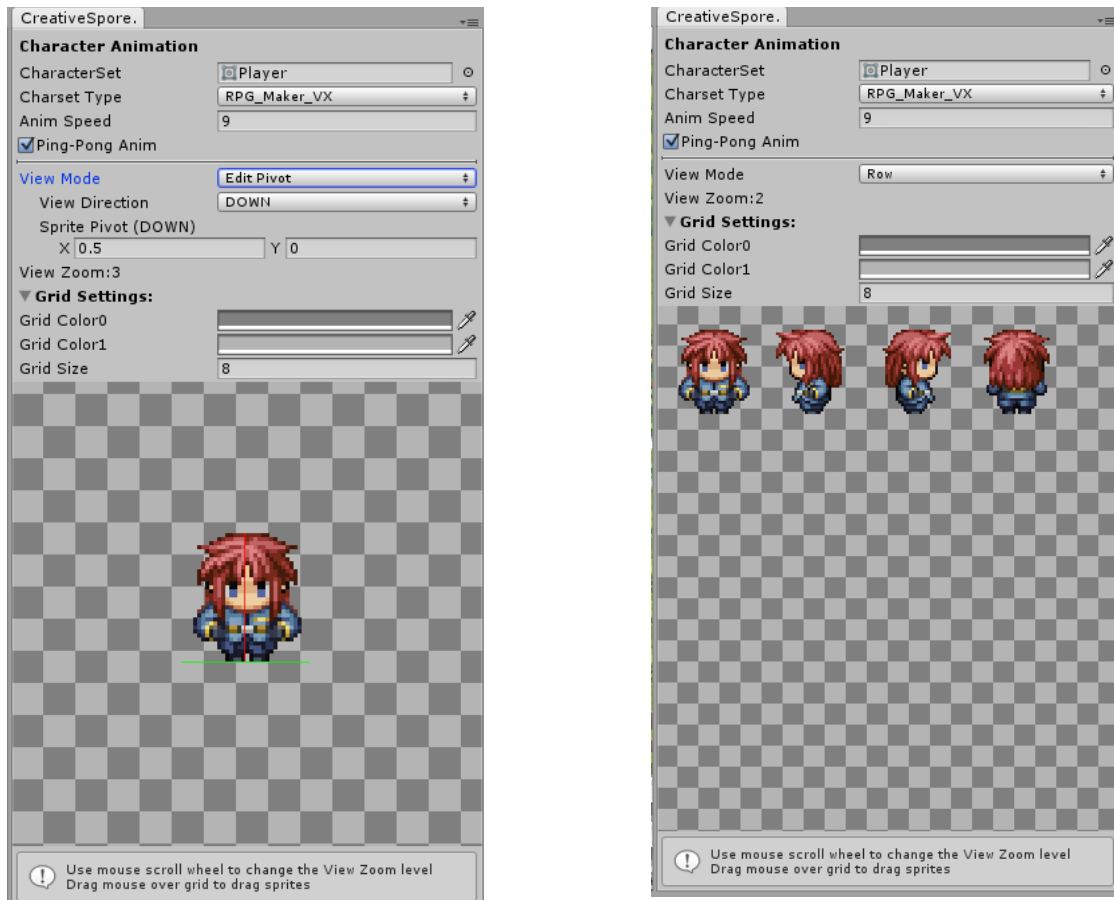 CreativeSpore.
Character Animation
CharacterSet Player
Charset Type RPG_Maker_VX
Anim Speed 9
Ping-Pong Anim
View Mode Edit Pivot
View Direction DOWN
Sprite Pivot (DOWN)
X 0.5 Y 0
View Zoom:3
Grid Settings:
Grid Color0
Grid Color1
Grid Size 8
Use mouse scroll wheel to change the View Zoom level
Drag mouse over grid to drag sprites
CreativeSpore.
Character Animation
CharacterSet Player
Charset Type RPG_Maker_VX
Anim Speed 9
Ping-Pong Anim
View Mode Row
View Zoom:2
Grid Settings:
Grid Color0
Grid Color1
Grid Size 8
Use mouse scroll wheel to change the View Zoom level
Drag mouse over grid to drag sprites